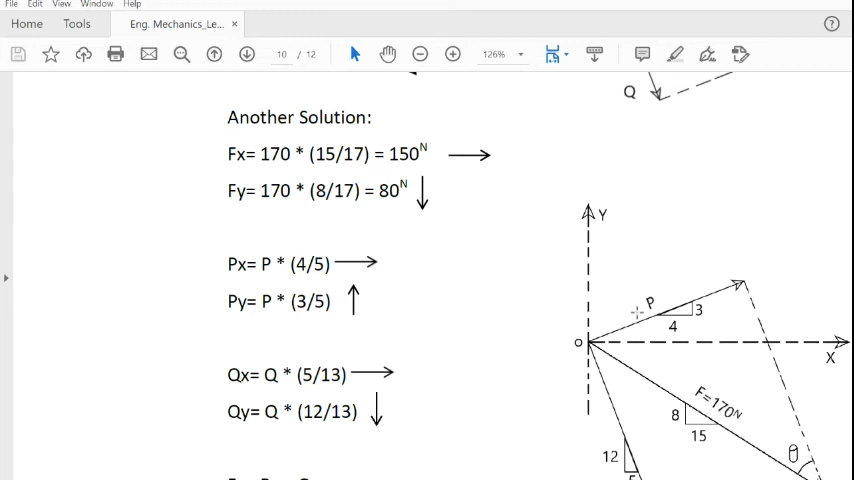 File Edit View Window Help
Home Tools Eng. Mechanics_Le... ×
10 / 12 126%
Q
Another Solution:
Fx= 170 * (15/17) = 150N
Fy= 170 * (8/17) = 80N
Y
Px= P * (4/5)
Py= P * (3/5)
P
3
4
O
X
Qx= Q * (5/13)
Qy= Q * (12/13)
F=170N
8
15
12
5
θ